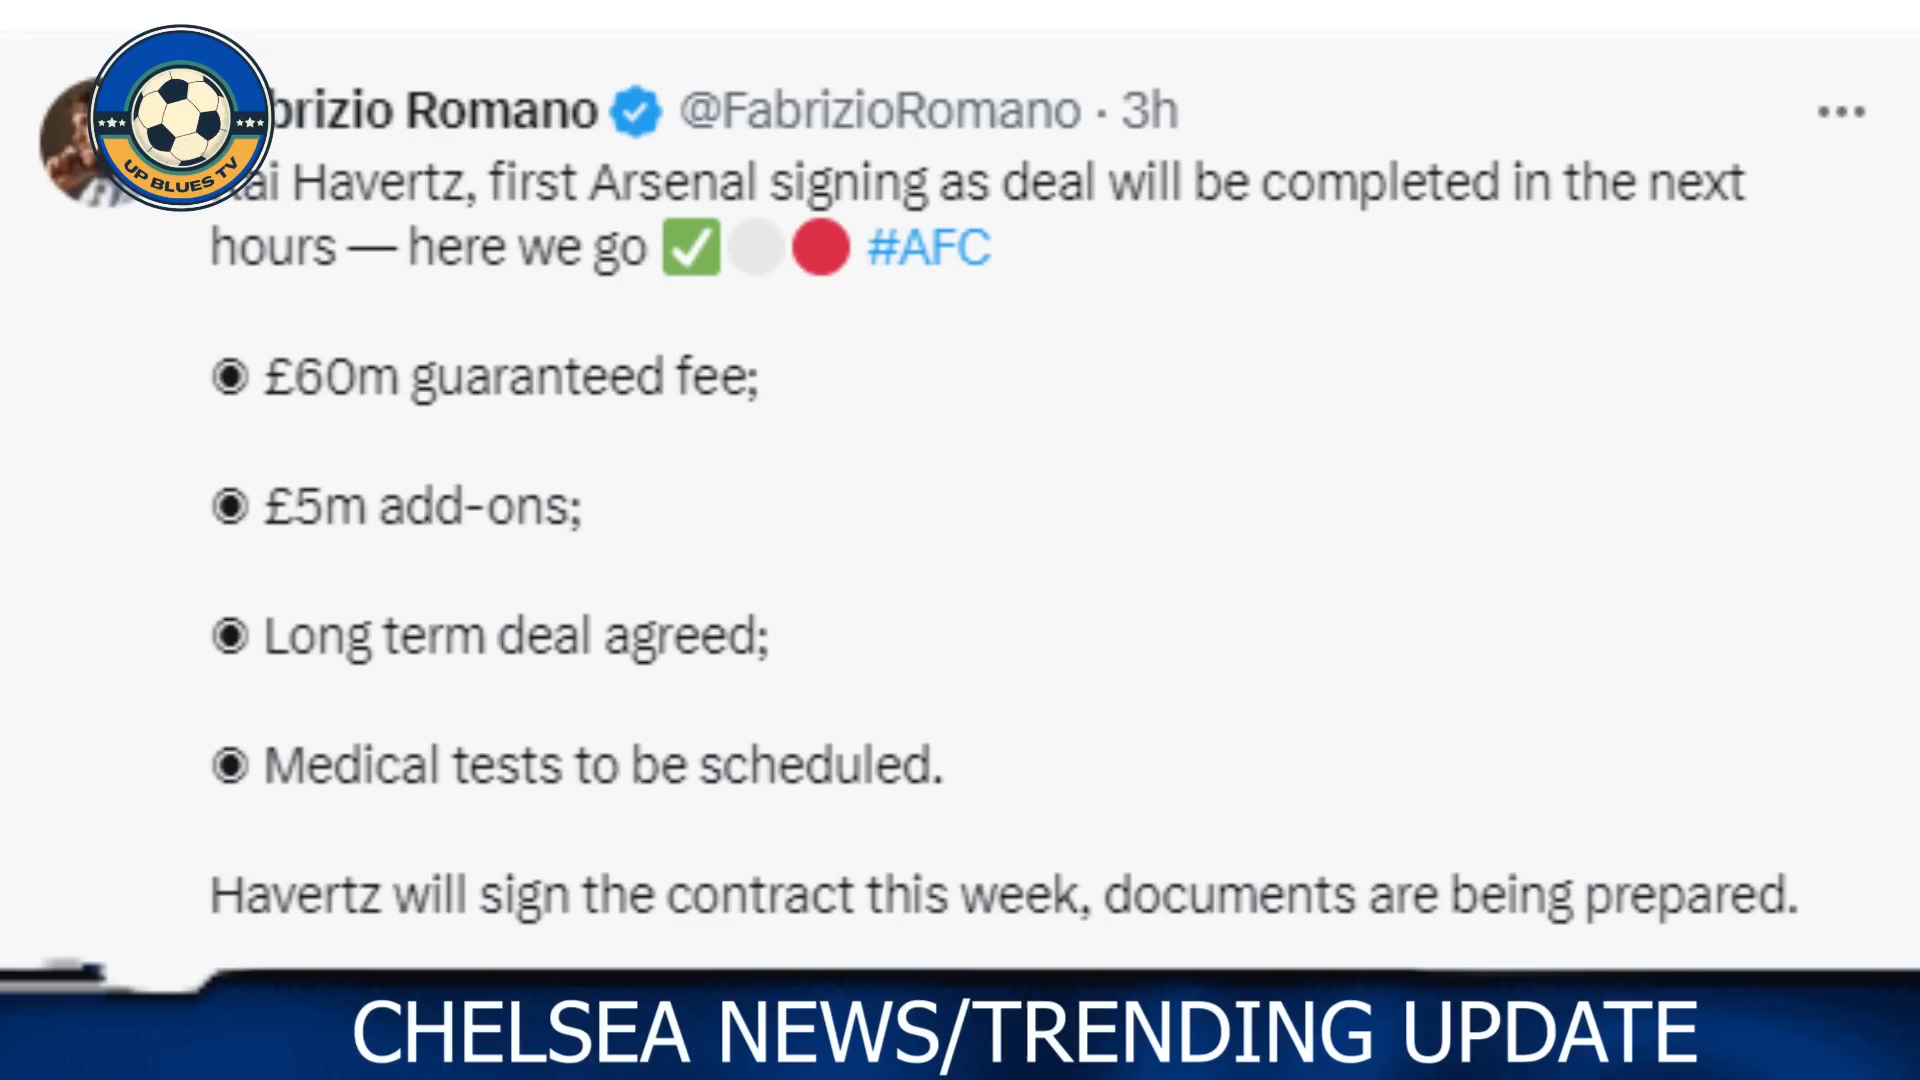 UP BLUES TV
brizio Romano @FabrizioRomano · 3h
ai Havertz, first Arsenal signing as deal will be completed in the next
hours — here we go ✅⚪🔴 #AFC
◉ £60m guaranteed fee;
◉ £5m add-ons;
◉ Long term deal agreed;
◉ Medical tests to be scheduled.
Havertz will sign the contract this week, documents are being prepared.
CHELSEA NEWS/TRENDING UPDATE